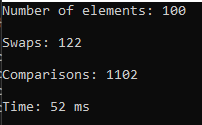 Number of elements: 100
Swaps: 122
Comparisons: 1102
Time: 52 ms